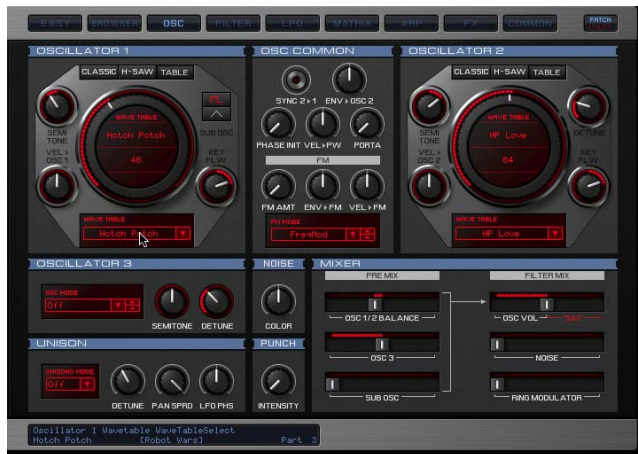 EASY BROWSER OSC FILTER LFO MATRIX ARP FX COMMON PATCH
OSCILLATOR 1 OSC COMMON OSCILLATOR 2
CLASSIC H-SAW TABLE
SYNC 2▸1 ENV▸OSC 2
CLASSIC H-SAW TABLE
WAVE TABLE
Hotch Potch
48
SEMI TONE
SUB OSC
VEL▸ OSC 1
KEY FLW
WAVE TABLE
Hotch Potch
PHASE INIT VEL▸PW PORTA
FM
FM AMT ENV▸FM VEL▸FM
FM MODE
FreqMod
WAVE TABLE
HP Love
64
SEMI TONE
DETUNE
VEL▸ OSC 2
KEY FLW
WAVE TABLE
HP Love
OSCILLATOR 3 NOISE MIXER
OSC MODE
Off
SEMITONE DETUNE
COLOR
PRE MIX FILTER MIX
OSC 1/2 BALANCE
OSC VOL SAT
OSC 3
NOISE
SUB OSC
RING MODULATOR
UNISON PUNCH
UNISONO MODE
Off
DETUNE PAN SPRD LFO PHS
INTENSITY
Oscillator 1 Wavetable WaveTableSelect
Hotch Potch [Robot Wars] Part 3